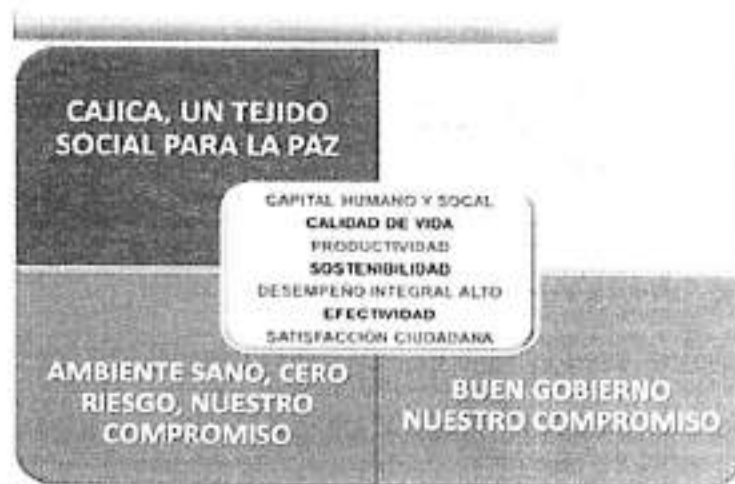 CAJICA, UN TEJIDO
SOCIAL PARA LA PAZ
CAPITAL HUMANO Y SOCAL
CALIDAD DE VIDA
PRODUCTIVIDAD
SOSTENIBILIDAD
DESEMPEÑO INTEGRAL ALTO
EFECTIVIDAD
SATISFACCIÓN CIUDADANA
AMBIENTE SANO, CERO
RIESGO, NUESTRO
COMPROMISO
BUEN GOBIERNO
NUESTRO COMPROMISO